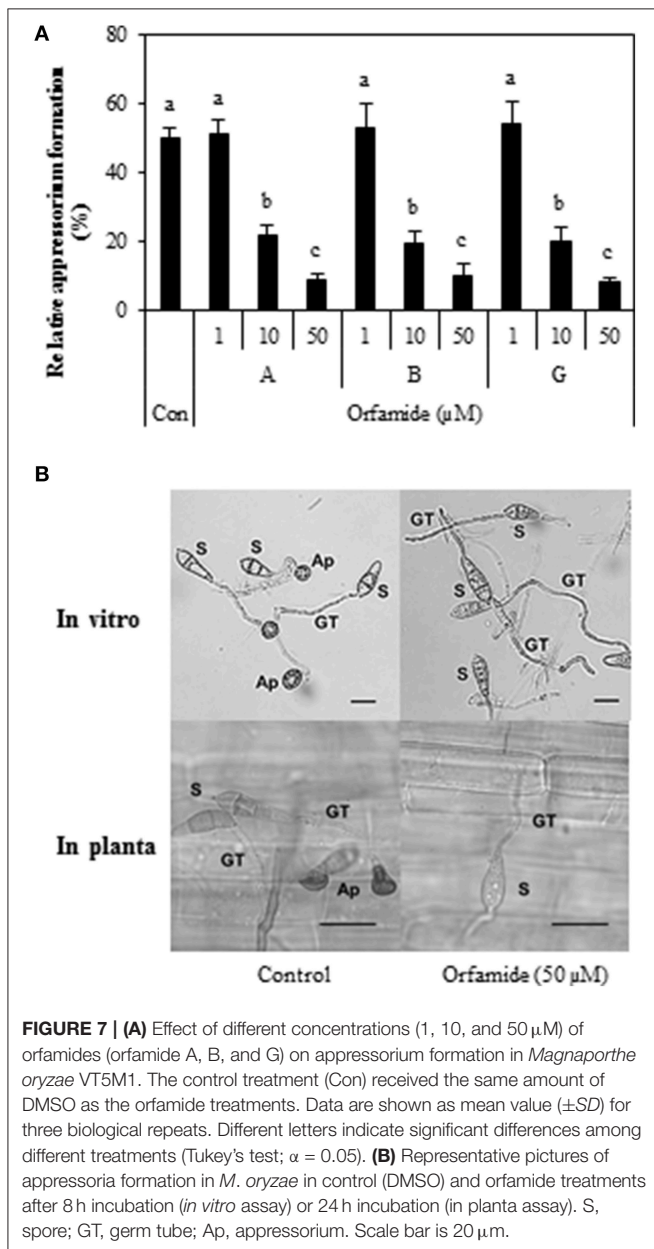 A
Relative appressorium formation
(%)
80
60
40
20
0
a
a
b
c
a
b
c
a
b
c
1 10 50 1 10 50 1 10 50
A B G
Con Orfamide (µM)
B
In vitro
S S Ap S GT Ap
GT S GT S GT S
In planta
S GT GT Ap
GT S
Control Orfamide (50 µM)
FIGURE 7 | (A) Effect of different concentrations (1, 10, and 50 µM) of
orfamides (orfamide A, B, and G) on appressorium formation in Magnaporthe
oryzae VT5M1. The control treatment (Con) received the same amount of
DMSO as the orfamide treatments. Data are shown as mean value (±SD) for
three biological repeats. Different letters indicate significant differences among
different treatments (Tukey's test; α = 0.05). (B) Representative pictures of
appressoria formation in M. oryzae in control (DMSO) and orfamide treatments
after 8 h incubation (in vitro assay) or 24 h incubation (in planta assay). S,
spore; GT, germ tube; Ap, appressorium. Scale bar is 20 µm.